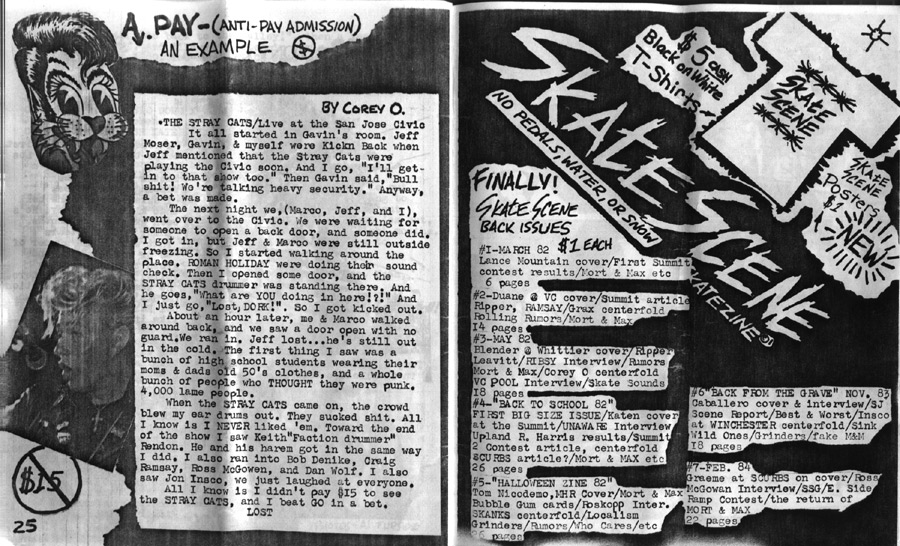 A. PAY-(ANTI-PAY ADMISSION)
AN EXAMPLE
BY COREY O.
•THE STRAY CATS/Live at the San Jose Civic
It all started in Gavin's room. Jeff
Moser, Gavin, & myself were Kickn Back when
Jeff mentioned that the Stray Cats were
playing the Civic soon. And I go, "I'll get-
in to that show too." Then Gavin said,"Bull
shit! We're talking heavy security." Anyway,
a bet was made.
The next night we,(Marco, Jeff, and I),
went over to the Civic. We were waiting for
someone to open a back door, and someone did.
I got in, but Jeff & Marco were still outside
freezing. So I started walking around the
place. ROMAN HOLIDAY were doing their sound
check. Then I opened some door, and the
STRAY CATS drummer was standing there. And
he goes,"What are YOU doing in here!?!" And
I just go,"Lost,DORK!". So I got kicked out.
About an hour later, me & Marco walked
around back, and we saw a door open with no
guard.We ran in. Jeff lost...he's still out
in the cold. The first thing I saw was a
bunch of high school students wearing their
moms & dads old 50's clothes, and a whole
bunch of people who THOUGHT they were punk.
4,000 lame people.
When the STRAY CATS came on, the crowd
blew my ear drums out. They sucked shit. All
I know is I NEVER liked 'em. Toward the end
of the show I saw Keith"Faction drummer"
Rendon. He and his harem got in the same way
I did. I also ran into Bob Denike, Craig
Ramsay, Ross McGowen, and Dan Wolf. I also
saw Jon Insco, we just laughed at everyone.
All I know is I didn't pay $15 to see
the STRAY CATS, and I beat GO in a bet.
LOST
$15
25
$5 CASH
Black on White
T-Shirts
SKATE
SCENE
SKATE SCENE
NO PEDALS, WATER, OR SNOW
SKATEZINE
SKATE
SCENE
Posters
NEW
FINALLY!
SKATE SCENE
BACK ISSUES
$1 EACH
#1-MARCH 82
Lance Mountain cover/First Summit
contest results/Mort & Max etc
6 pages
#2-Duane @ VC cover/Summit article
Ripper, RAMSAY/Grax centerfold
Rolling Rumors/Mort & Max
14 pages
#3-MAY 82
Blender @ Whittier cover/Ripper
Leavitt/RIBSY Interview/Rumors
Mort & Max/Corey O centerfold
VC POOL Interview/Skate Sounds
18 pages
#4-"BACK TO SCHOOL 82"
FIRST BIG SIZE ISSUE/Katen cover
at the Summit/UNAWARE Interview
Upland R. Harris results/Summit
2 Contest article, centerfold
SCUBS article?/Mort & MAX etc
26 pages
#5-"HALLOWEEN ZINE 82"
Tom Nicodemo,MHR Cover/Mort & Max
Bubble Gum cards/Roskopp Inter.
SKANKS centerfold/Localism
Grinders/Rumors/Who Cares/etc
26 pages
#6"BACK FROM THE GRAVE" NOV. 83
Caballero cover & interview/SJ
Scene Report/Best & Worst/Insco
at WINCHESTER centerfold/Sink
Wild Ones/Grinders/fake M&M
18 pages
#7-FEB. 84
Graeme at SCURBS on cover/Ross
McGowan Interview/SSG/E. Side
Ramp Contest/the return of
MORT & MAX
22 pages